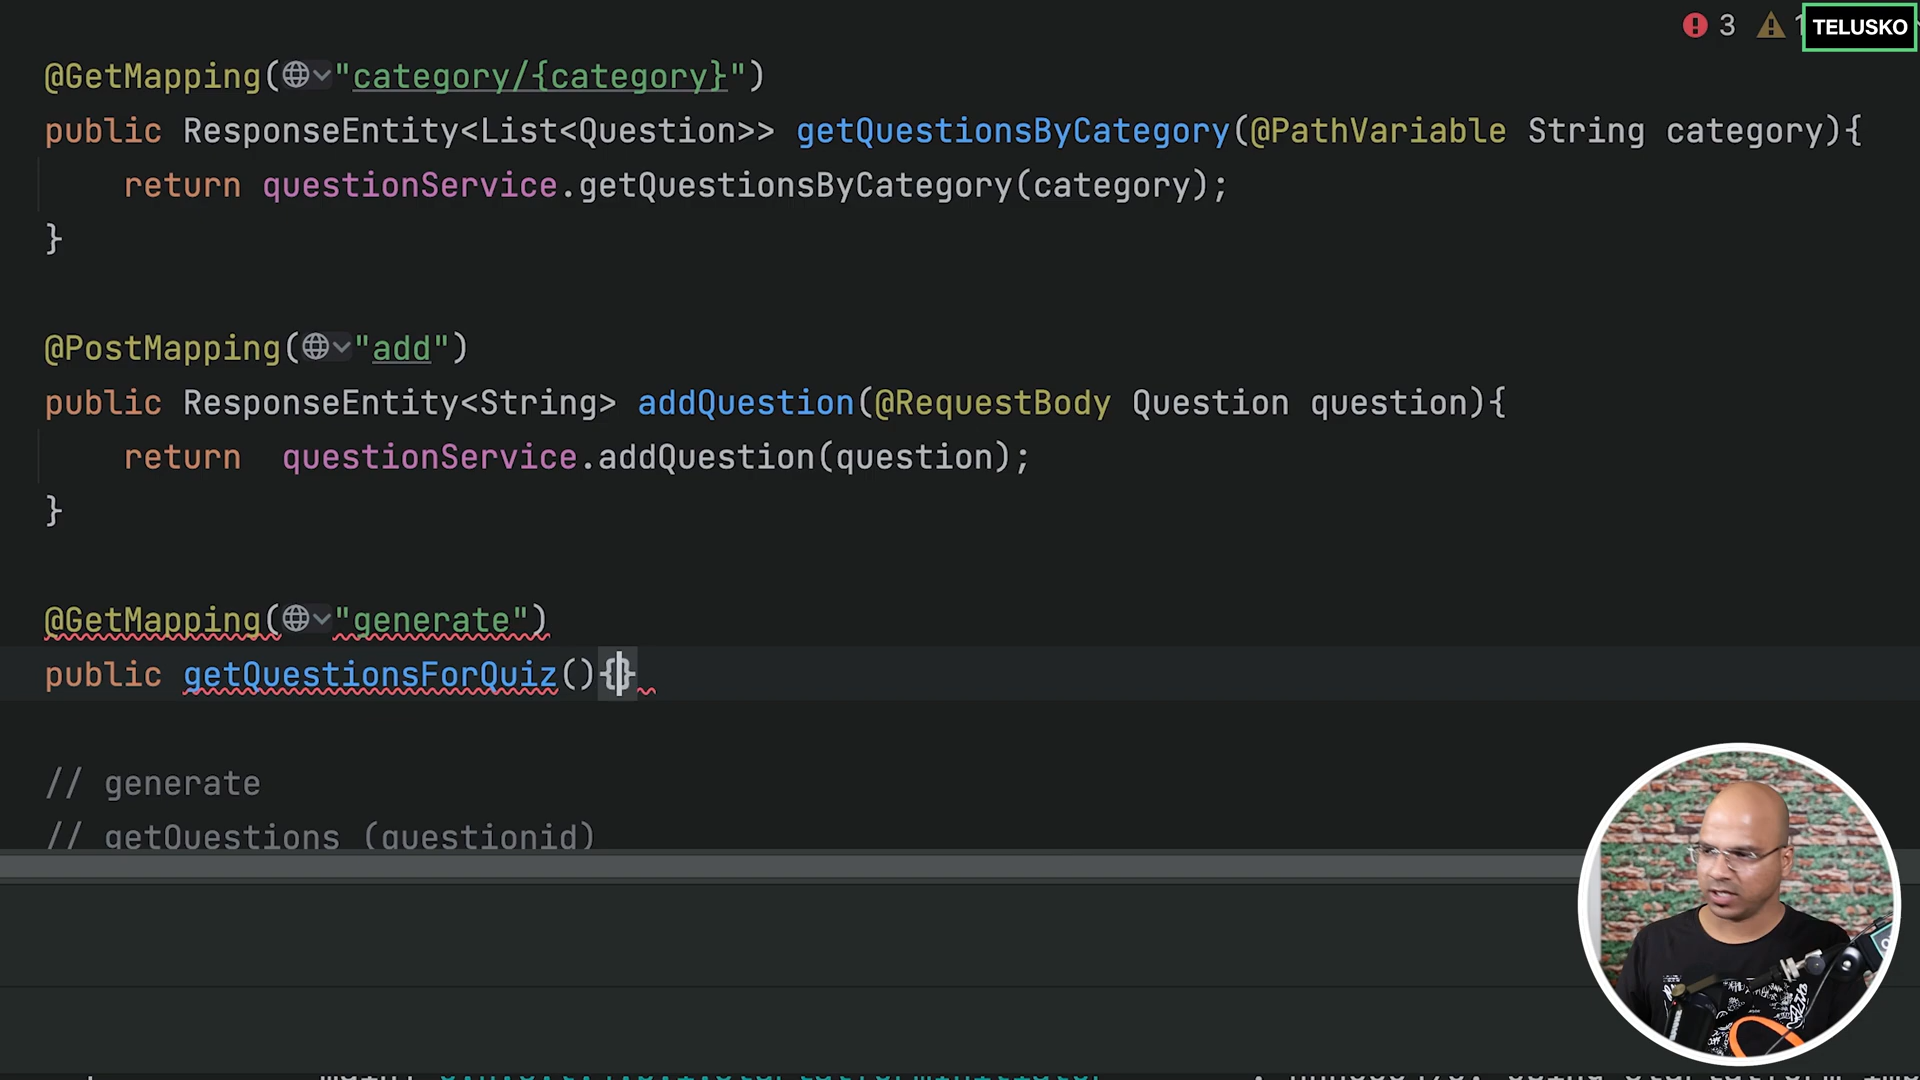 3
TELUSKO
@GetMapping("category/{category}")
public ResponseEntity<List<Question>> getQuestionsByCategory(@PathVariable String category){
return questionService.getQuestionsByCategory(category);
}
@PostMapping("add")
public ResponseEntity<String> addQuestion(@RequestBody Question question){
return questionService.addQuestion(question);
}
@GetMapping("generate")
public getQuestionsForQuiz(){}
// generate
// getQuestions (questionid)